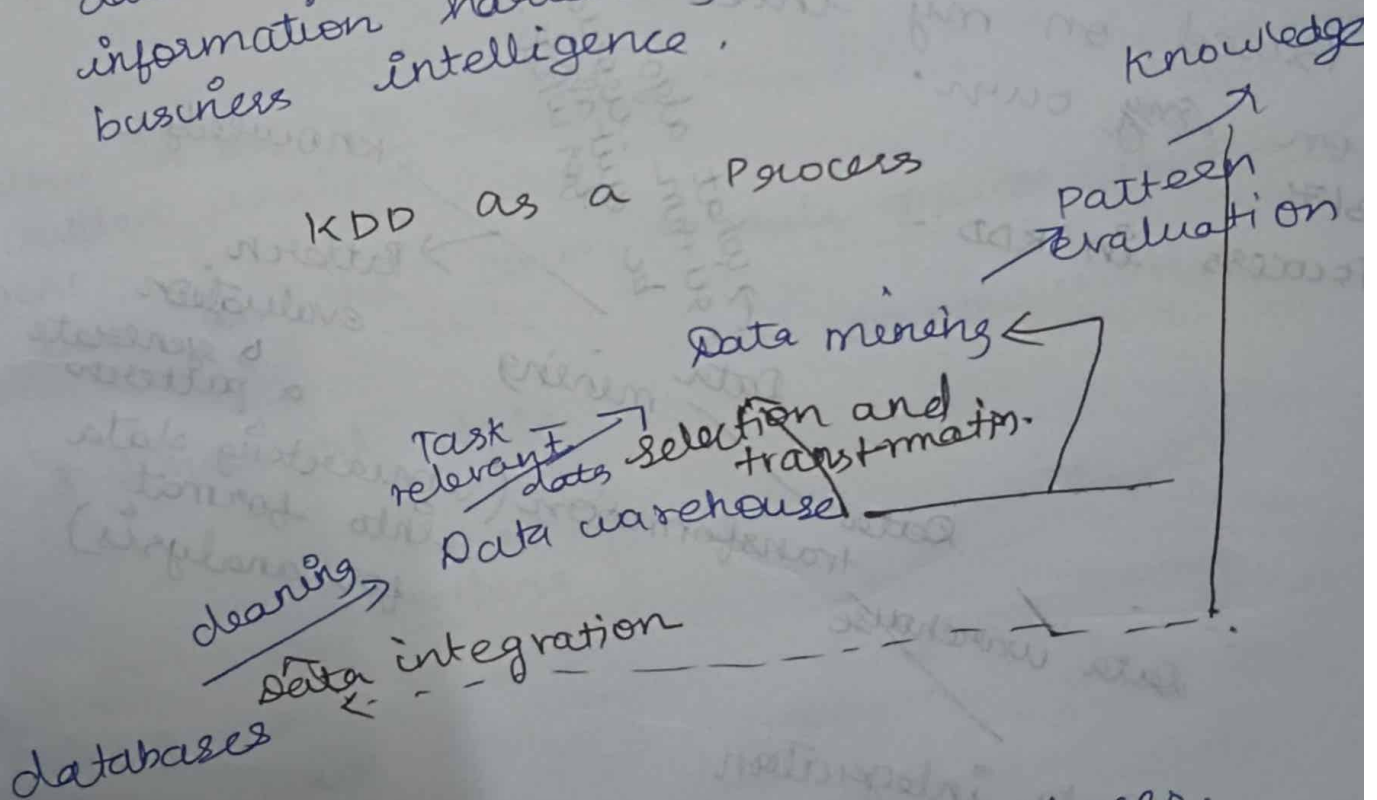 information
business intelligence.
KDD as a Process
Knowledge
Pattern
evaluation
Data mining
Task
relevant
data
selection and
transformatn.
Data warehouse
cleaning
Data integration
databases